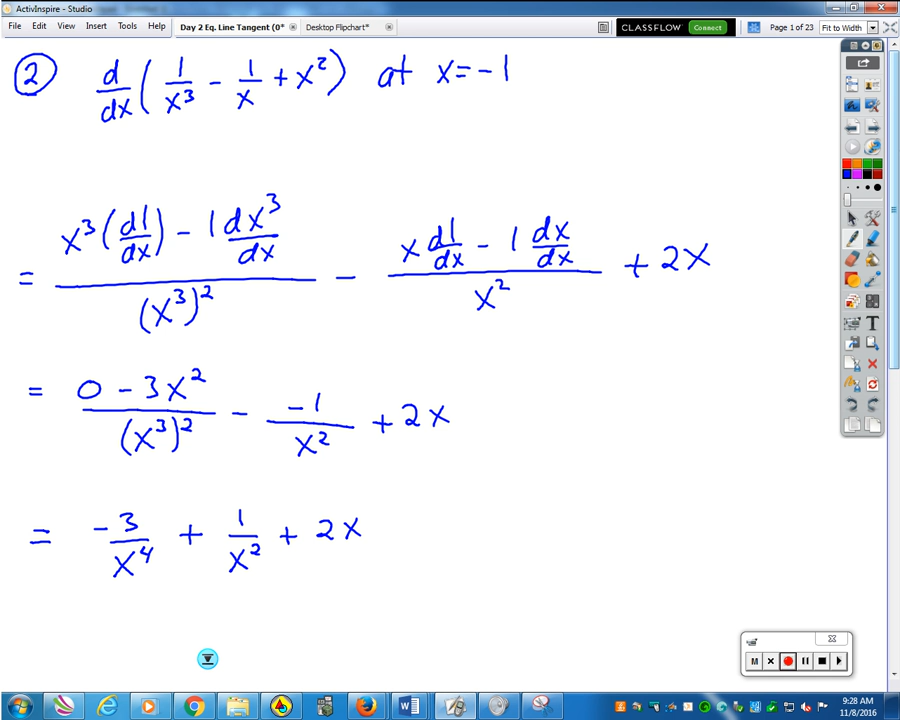 ActivInspire - Studio
File Edit View Insert Tools Help Day 2 Eq. Line Tangent (0* Desktop Flipchart* CLASSFLOW Connect Page 1 of 23 Fit to Width
② d/dx (1/x³ - 1/x + x²) at x = -1
= (x³(d1/dx) - 1 dx³/dx)/(x³)² - (x d1/dx - 1 dx/dx)/x² + 2x
= (0 - 3x²)/(x³)² - (-1)/x² + 2x
= -3/x⁴ + 1/x² + 2x
M
9:28 AM
11/8/2016